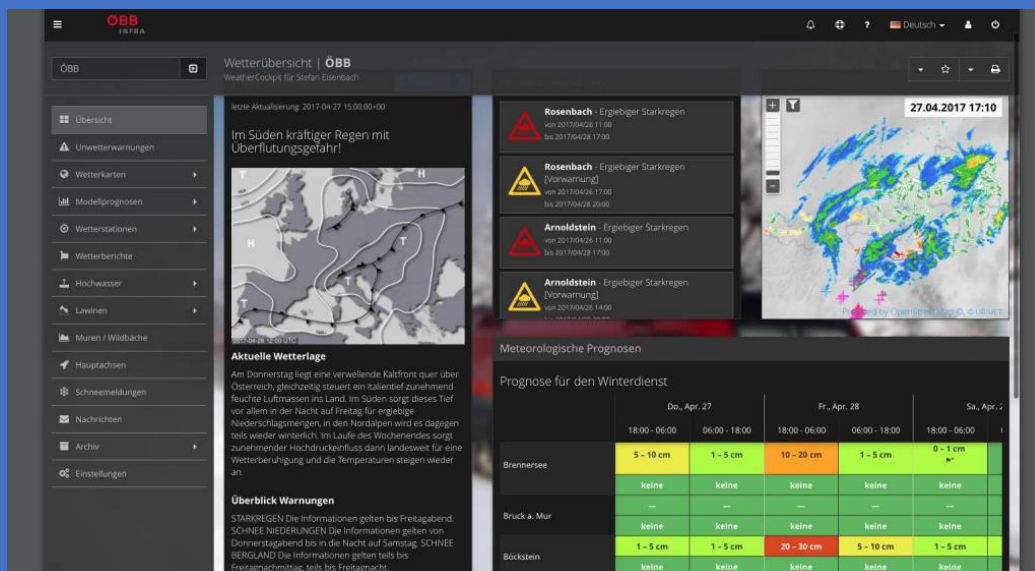 ÖBB
INFRA
?
Deutsch
ÖBB
Wetterübersicht | ÖBB
WeatherCockpit für Stefan Eisenbach
Übersicht
Unwetterwarnungen
Wetterkarten
Modellprognosen
Wetterstationen
Wetterberichte
Hochwasser
Lawinen
Muren / Wildbäche
Hauptachsen
Schneemeldungen
Nachrichten
Archiv
Einstellungen
letzte Aktualisierung: 2017-04-27 15:00:00+00
Im Süden kräftiger Regen mit
Überflutungsgefahr!
T
H
T
H
T
T
H
2017-04-28 12:00 UTC
Aktuelle Wetterlage
Am Donnerstag liegt eine verwellende Kaltfront quer über
Österreich, gleichzeitig steuert ein Italientief zunehmend
feuchte Luftmassen ins Land. Im Süden sorgt dieses Tief
vor allem in der Nacht auf Freitag für ergiebige
Niederschlagsmengen, in den Nordalpen wird es dagegen
teils wieder winterlich. Im Laufe des Wochenendes sorgt
zunehmender Hochdruckeinfluss dann landesweit für eine
Wetterberuhigung und die Temperaturen steigen wieder
an.
Überblick Warnungen
STARKREGEN Die Informationen gelten bis Freitagabend.
SCHNEE NIEDERUNGEN Die Informationen gelten von
Donnerstagabend bis in die Nacht auf Samstag. SCHNEE
BERGLAND Die Informationen gelten teils bis
Freitagnachmittag, teils bis Freitagnacht.
Rosenbach - Ergiebiger Starkregen
von 2017/04/26 11:00
bis 2017/04/28 17:00
Rosenbach - Ergiebiger Starkregen
[Vorwarnung]
von 2017/04/26 17:00
bis 2017/04/28 20:00
Arnoldstein - Ergiebiger Starkregen
von 2017/04/26 11:00
bis 2017/04/28 17:00
Arnoldstein - Ergiebiger Starkregen
[Vorwarnung]
von 2017/04/26 14:00
27.04.2017 17:10
Powered by OpenStreetMap ©, © UBIMET
Meteorologische Prognosen
Prognose für den Winterdienst
Do., Apr. 27 Fr., Apr. 28 Sa., Apr. 2
18:00 - 06:00 06:00 - 18:00 18:00 - 06:00 06:00 - 18:00 18:00 - 06:00
Brennersee 5 – 10 cm 1 – 5 cm 10 – 20 cm 1 – 5 cm 0 – 1 cm
keine keine keine keine keine
Bruck a. Mur — — — — —
keine keine keine keine keine
Böckstein 1 – 5 cm 1 – 5 cm 20 – 30 cm 5 – 10 cm 1 – 5 cm
keine keine keine keine keine